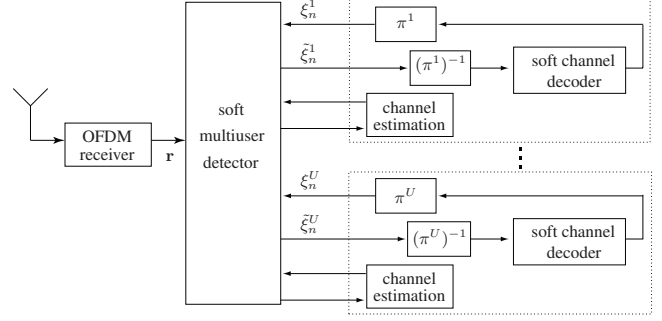 OFDM
receiver
r
soft
multiuser
detector
ξ_n^1
π^1
ξ̃_n^1
(π^1)^{-1}
soft channel
decoder
channel
estimation
ξ_n^U
π^U
ξ̃_n^U
(π^U)^{-1}
soft channel
decoder
channel
estimation